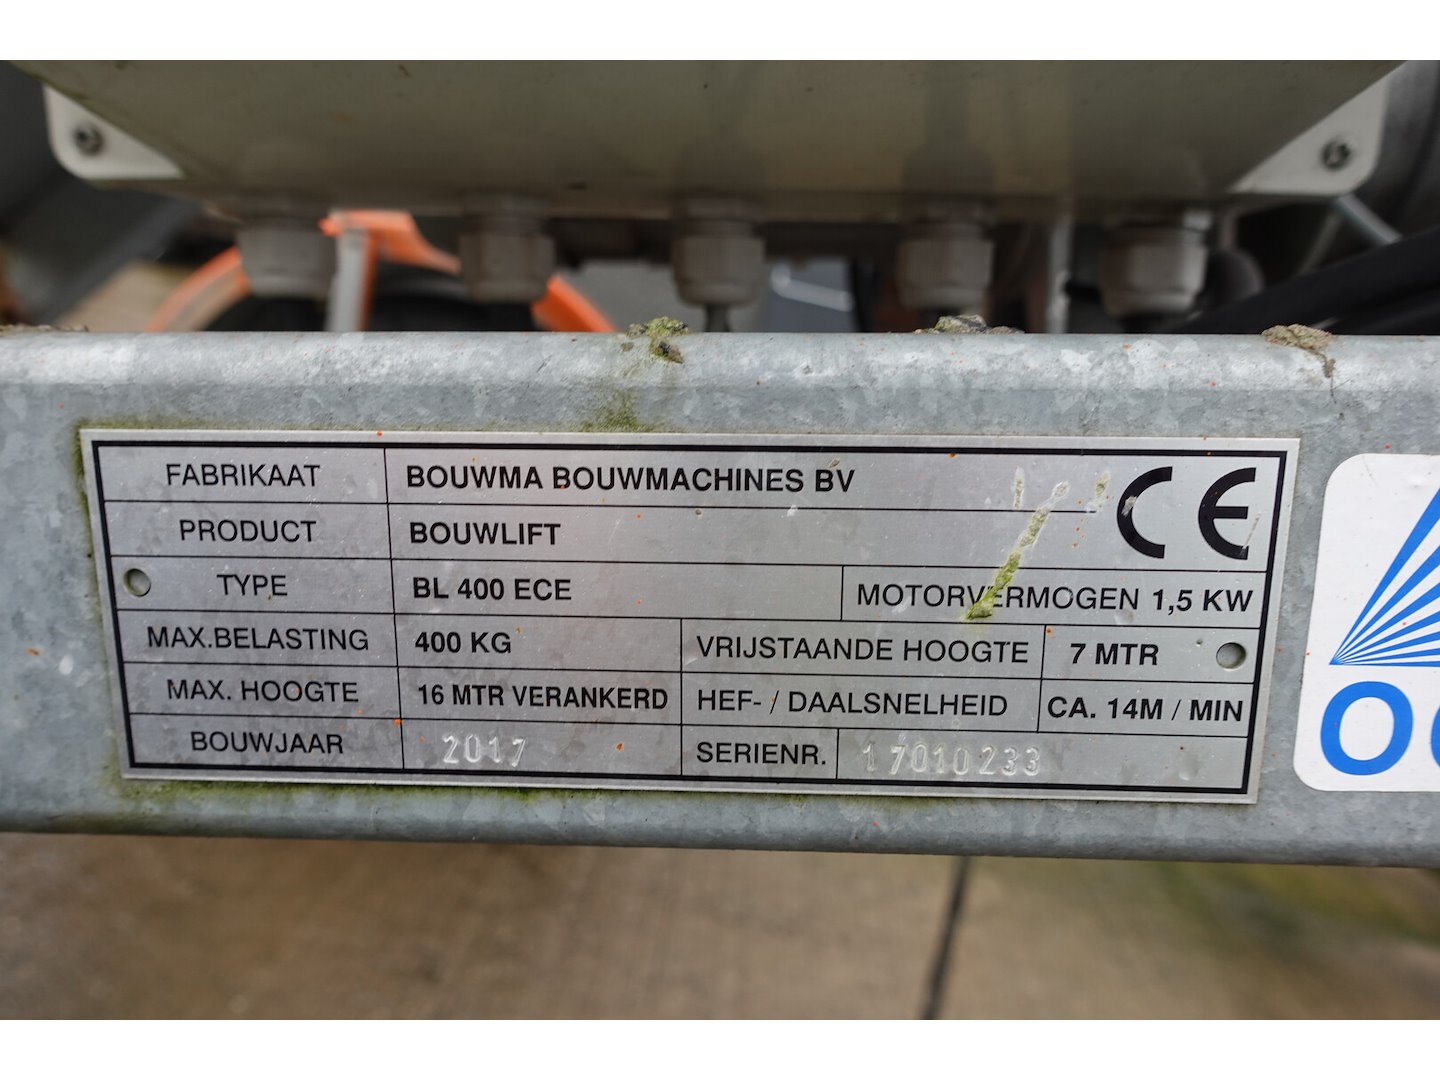 FABRIKAAT BOUWMA BOUWMACHINES BV CE
PRODUCT BOUWLIFT
TYPE BL 400 ECE MOTORVERMOGEN 1,5 KW
MAX.BELASTING 400 KG VRIJSTAANDE HOOGTE 7 MTR
MAX. HOOGTE 16 MTR VERANKERD HEF- / DAALSNELHEID CA. 14M / MIN
BOUWJAAR 2017 SERIENR. 17010233